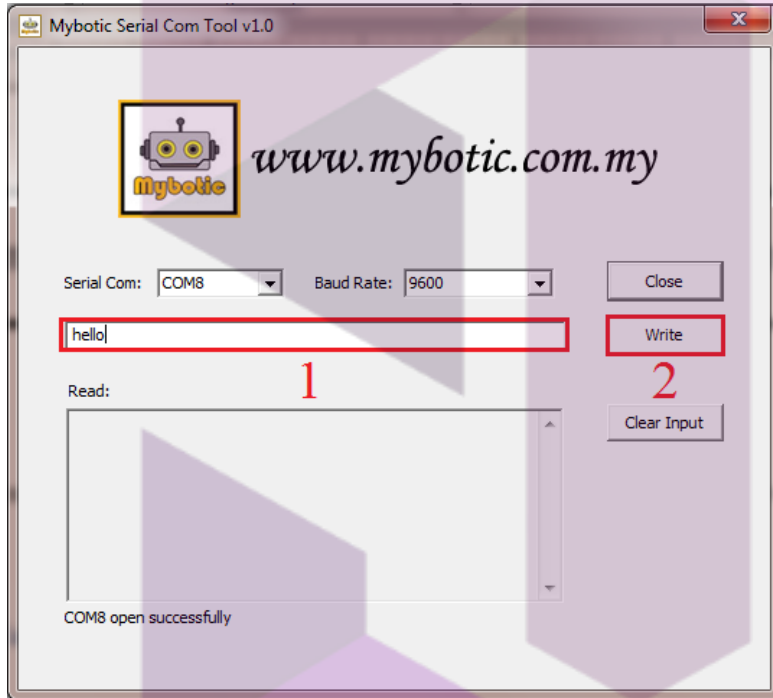 Mybotic Serial Com Tool v1.0
Mybotic www.mybotic.com.my
Serial Com: COM8 Baud Rate: 9600 Close
hello Write
1 2
Read:
Clear Input
COM8 open successfully